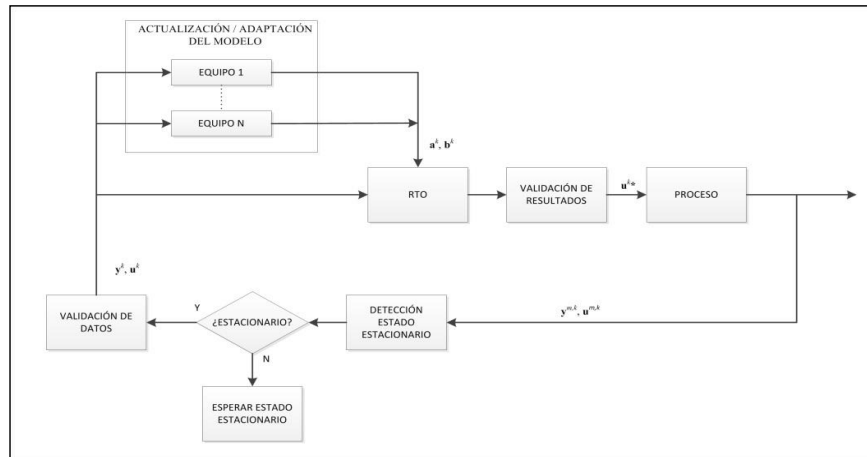 ACTUALIZACIÓN / ADAPTACIÓN
DEL MODELO
EQUIPO 1
EQUIPO N
a^k, b^k
RTO
VALIDACIÓN DE
RESULTADOS
u^k*
PROCESO
y^k, u^k
VALIDACIÓN DE
DATOS
Y
¿ESTACIONARIO?
N
DETECCIÓN
ESTADO
ESTACIONARIO
y^m,k, u^m,k
ESPERAR ESTADO
ESTACIONARIO